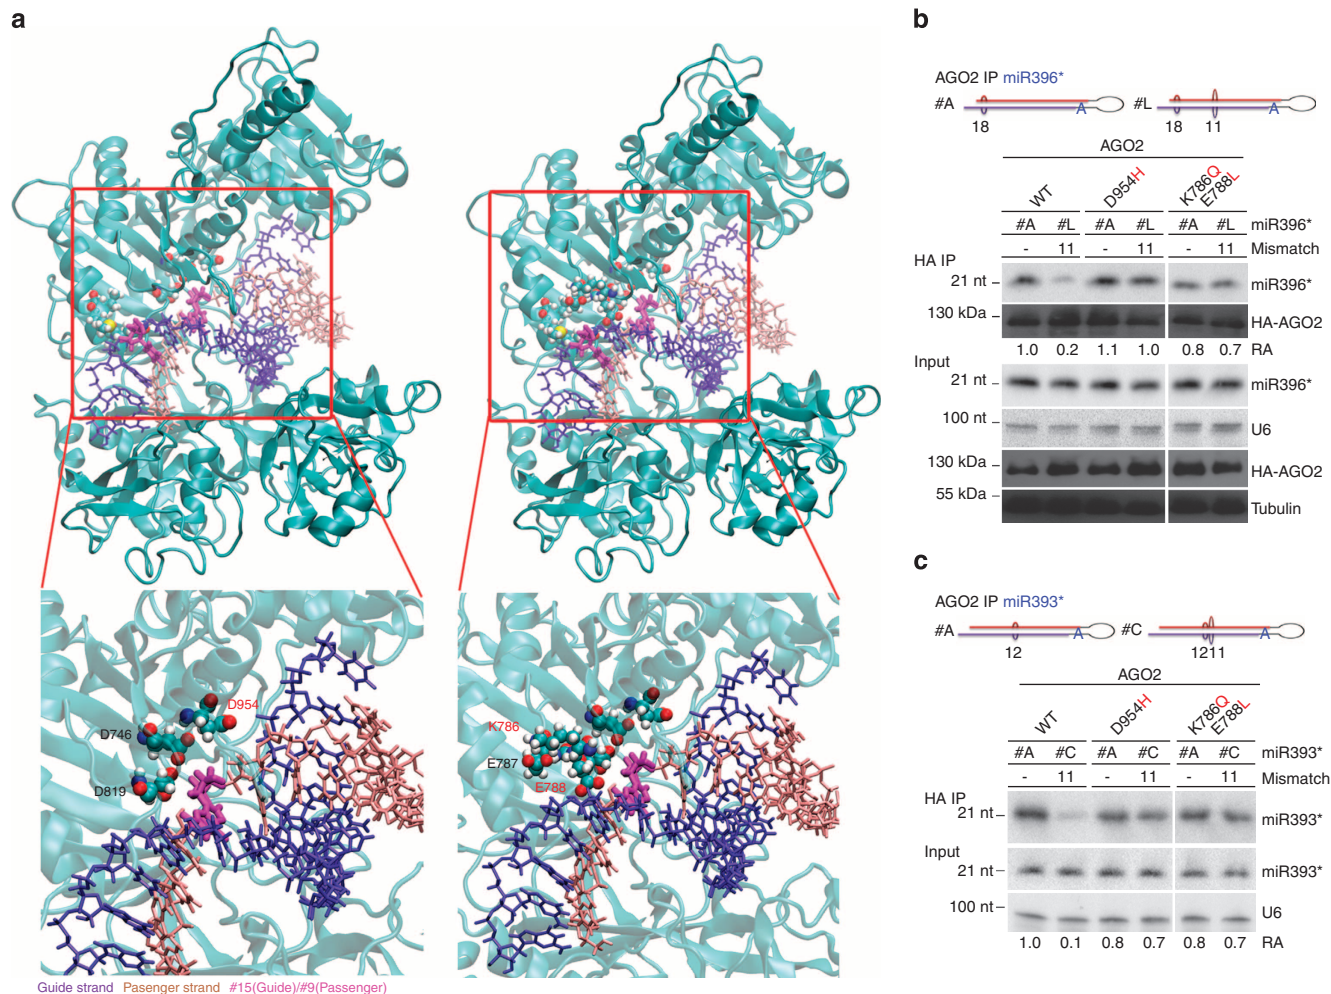 a
D954
D746
D819
K786
E787
E788
Guide strand Pasenger strand #15(Guide)/#9(Passenger)
b
AGO2 IP miR396*
#A A #L A
18 18 11
AGO2
WT D954H K786Q E788L
#A #L #A #L #A #L miR396*
- 11 - 11 - 11 Mismatch
HA IP
21 nt miR396*
130 kDa HA-AGO2
1.0 0.2 1.1 1.0 0.8 0.7 RA
Input
21 nt miR396*
100 nt U6
130 kDa HA-AGO2
55 kDa Tubulin
c
AGO2 IP miR393*
#A A #C A
12 1211
AGO2
WT D954H K786Q E788L
#A #C #A #C #A #C miR393*
- 11 - 11 - 11 Mismatch
HA IP
21 nt miR393*
Input
21 nt miR393*
100 nt U6
1.0 0.1 0.8 0.7 0.8 0.7 RA